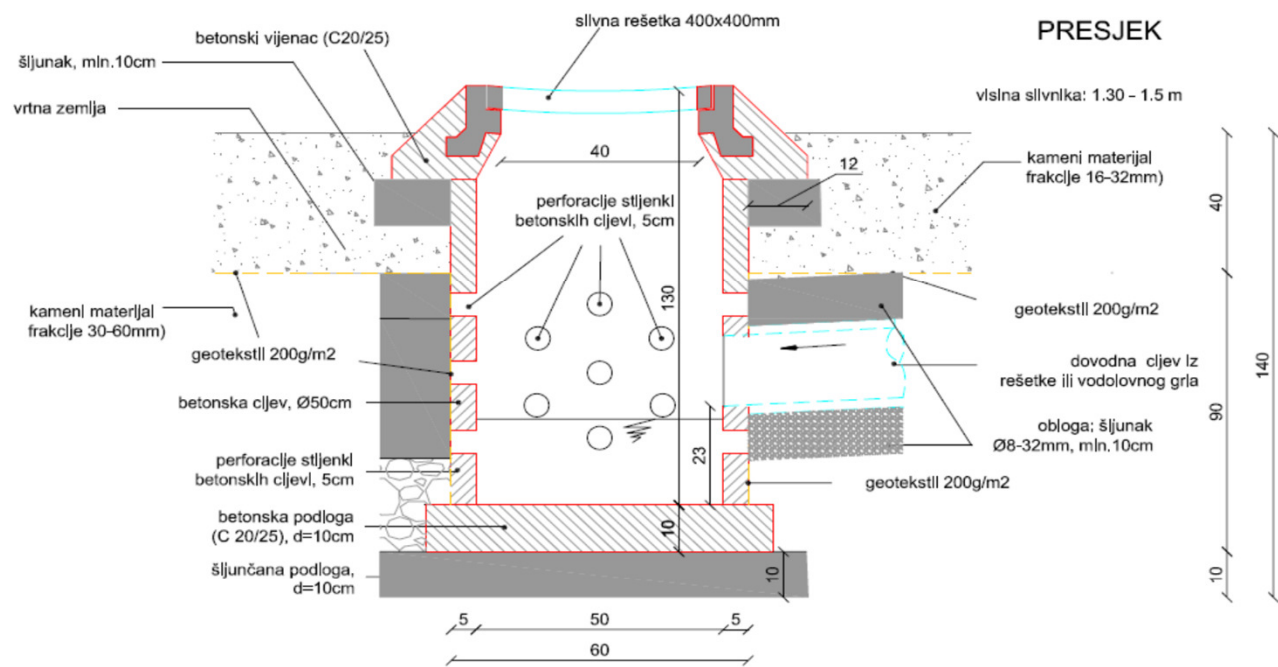 slivna rešetka 400x400mm
PRESJEK
betonski vijenac (C20/25)
šljunak, min.10cm
visina slivnika: 1.30 - 1.5 m
vrtna zemlja
40
12
kameni materijal
frakcije 16-32mm)
40
perforacije stijenki
betonskih cijevi, 5cm
130
geotekstil 200g/m2
kameni materijal
frakcije 30-60mm)
geotekstil 200g/m2
dovodna cijev iz
rešetke ili vodolovnog grla
140
betonska cijev, Ø50cm
90
obloga; šljunak
Ø8-32mm, min.10cm
23
perforacije stijenki
betonskih cijevi, 5cm
geotekstil 200g/m2
betonska podloga
(C 20/25), d=10cm
10
šljunčana podloga,
d=10cm
10
10
5
50
5
60